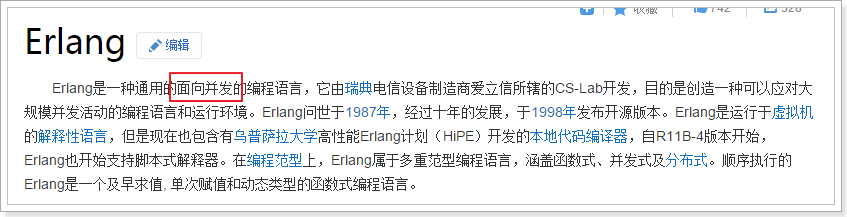 收藏 742 328
Erlang 编辑
Erlang是一种通用的面向并发的编程语言，它由瑞典电信设备制造商爱立信所辖的CS-Lab开发，目的是创造一种可以应对大
规模并发活动的编程语言和运行环境。Erlang问世于1987年，经过十年的发展，于1998年发布开源版本。Erlang是运行于虚拟机
的解释性语言，但是现在也包含有乌普萨拉大学高性能Erlang计划（HiPE）开发的本地代码编译器，自R11B-4版本开始，
Erlang也开始支持脚本式解释器。在编程范型上，Erlang属于多重范型编程语言，涵盖函数式、并发式及分布式。顺序执行的
Erlang是一个及早求值, 单次赋值和动态类型的函数式编程语言。